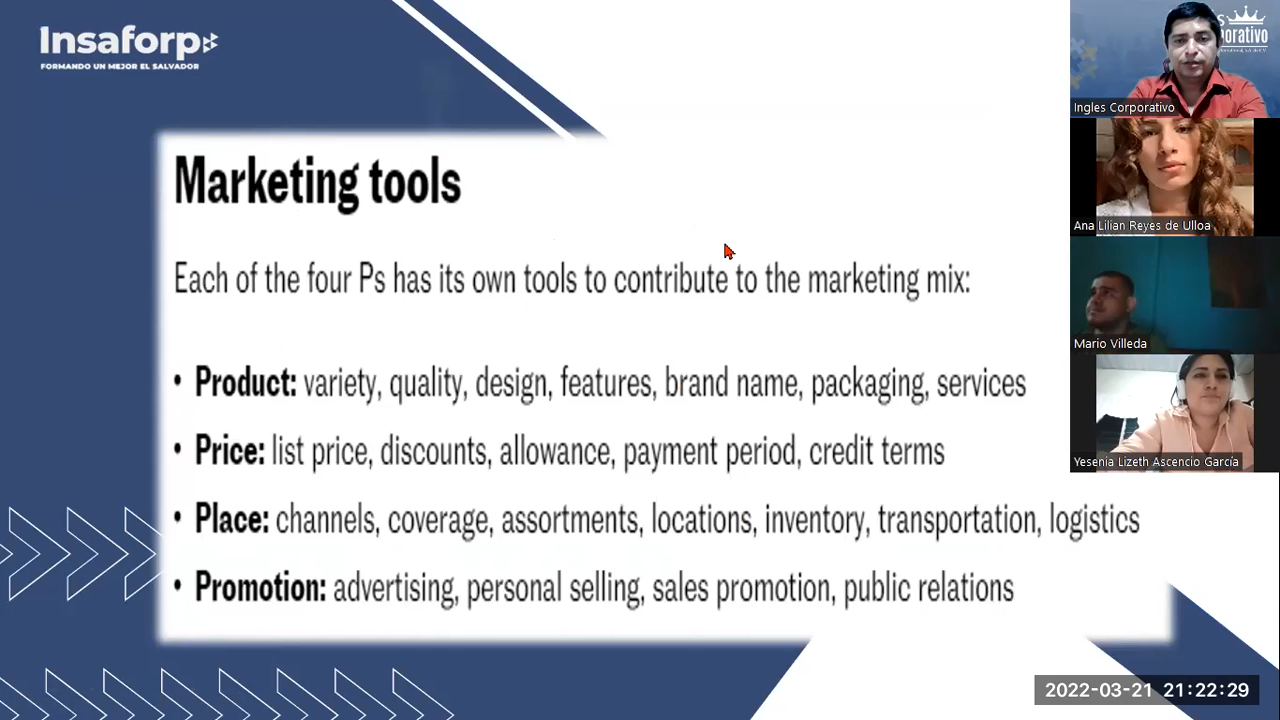 Insaforp
FORMANDO UN MEJOR EL SALVADOR
Marketing tools
Each of the four Ps has its own tools to contribute to the marketing mix:
• Product: variety, quality, design, features, brand name, packaging, services
• Price: list price, discounts, allowance, payment period, credit terms
• Place: channels, coverage, assortments, locations, inventory, transportation, logistics
• Promotion: advertising, personal selling, sales promotion, public relations
Ingles Corporativo
Ana Lilian Reyes de Ulloa
Mario Villeda
Yesenia Lizeth Ascencio García
2022-03-21 21:22:29